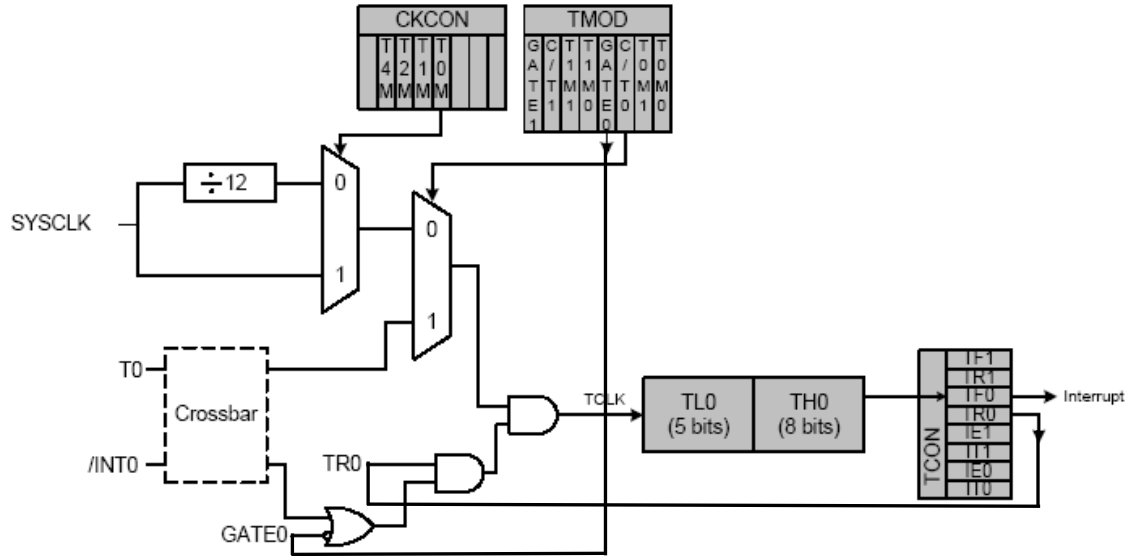 CKCON
T4M T2M T1M T0M
TMOD
GATE1 C/T1 T1M1 T1M0 GATE0 C/T0 T0M1 T0M0
÷12
0
SYSCLK
0
1
1
T0
Crossbar
/INT0
TR0
GATE0
TCLK
TL0
(5 bits)
TH0
(8 bits)
TCON
TF1
TR1
TF0
TR0
IE1
IT1
IE0
IT0
Interrupt